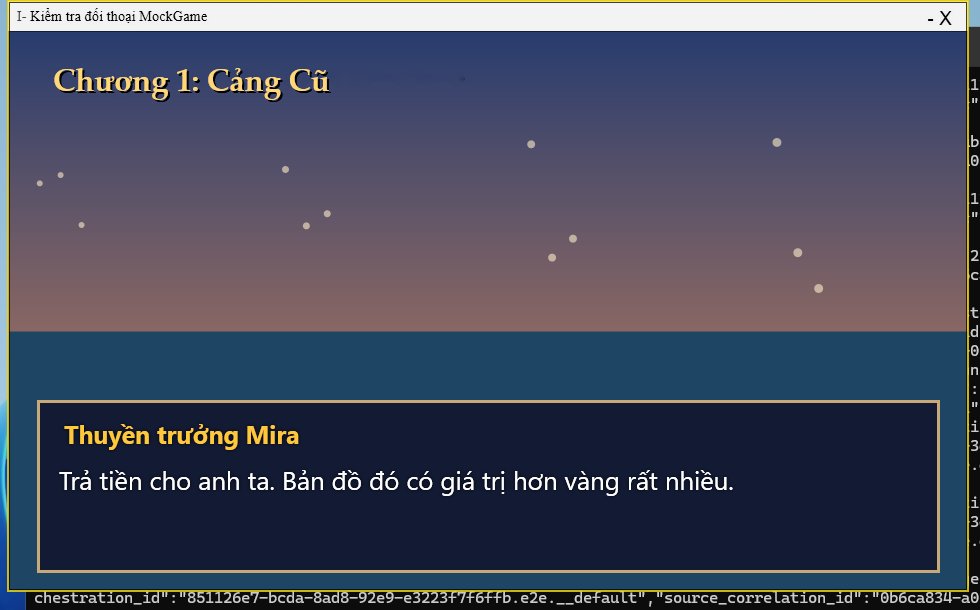 I- Kiểm tra đối thoại MockGame
- X
Chương 1: Cảng Cũ
Thuyền trưởng Mira
Trả tiền cho anh ta. Bản đồ đó có giá trị hơn vàng rất nhiều.
chestration_id":"851126e7-bcda-8ad8-92e9-e3223f7f6ffb.e2e.__default","source_correlation_id":"0b6ca834-a